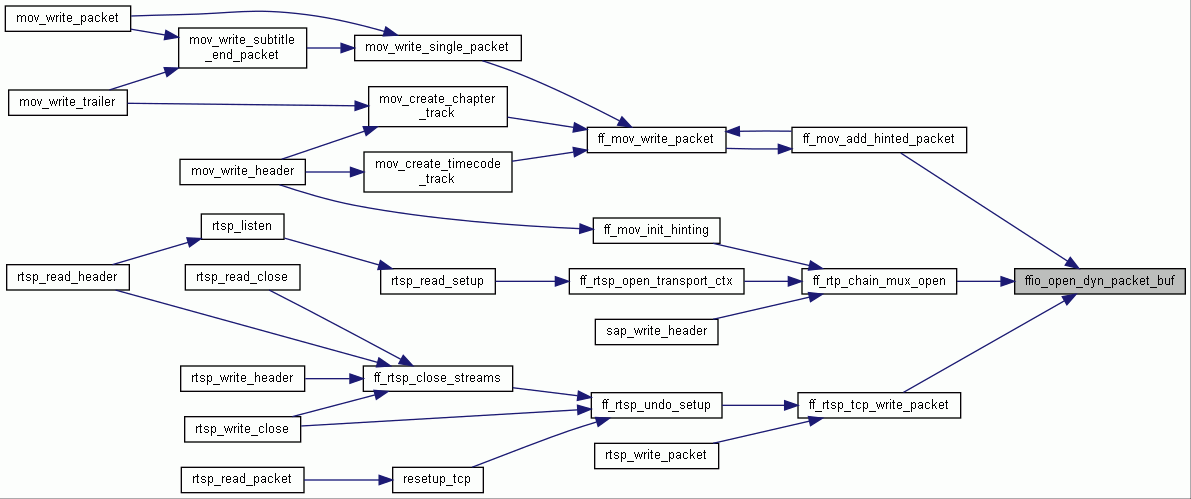 mov_write_packet
mov_write_subtitle
_end_packet
mov_write_single_packet
mov_write_trailer
mov_create_chapter
_track
ff_mov_write_packet
ff_mov_add_hinted_packet
mov_write_header
mov_create_timecode
_track
rtsp_listen
ff_mov_init_hinting
rtsp_read_header
rtsp_read_close
rtsp_read_setup
ff_rtsp_open_transport_ctx
ff_rtp_chain_mux_open
ffio_open_dyn_packet_buf
sap_write_header
rtsp_write_header
ff_rtsp_close_streams
rtsp_write_close
ff_rtsp_undo_setup
ff_rtsp_tcp_write_packet
rtsp_write_packet
rtsp_read_packet
resetup_tcp